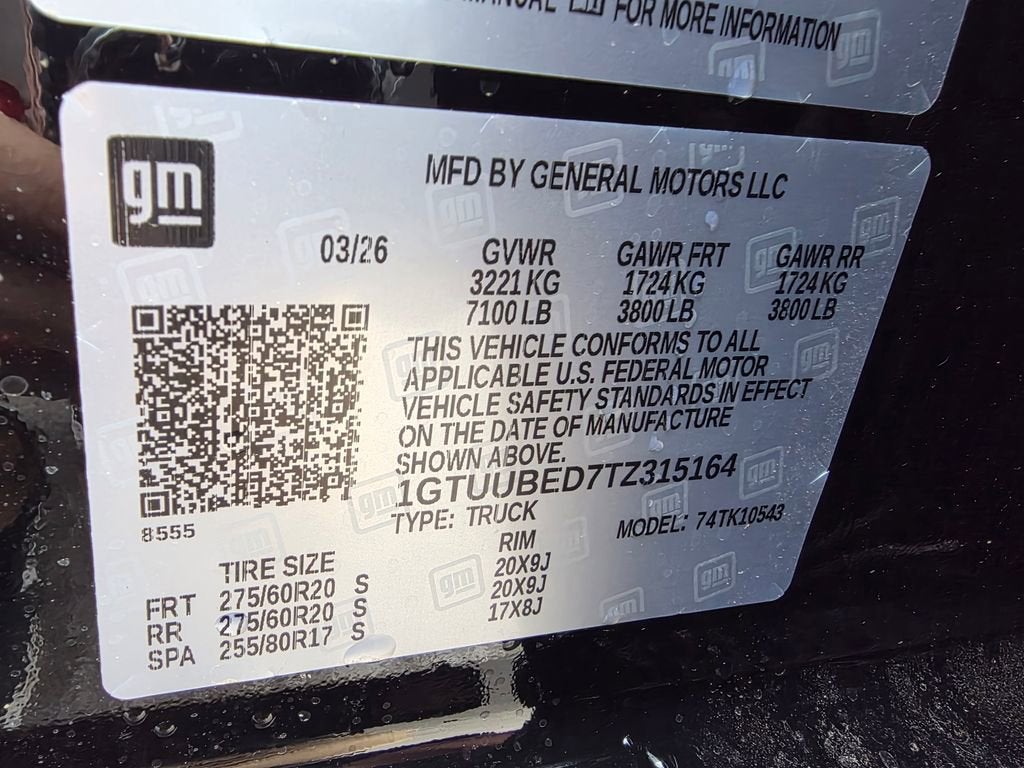 MANUAL FOR MORE INFORMATION
gm
MFD BY GENERAL MOTORS LLC
03/26
GVWR GAWR FRT GAWR RR
3221 KG 1724 KG 1724 KG
7100 LB 3800 LB 3800 LB
THIS VEHICLE CONFORMS TO ALL
APPLICABLE U.S. FEDERAL MOTOR
VEHICLE SAFETY STANDARDS IN EFFECT
ON THE DATE OF MANUFACTURE
SHOWN ABOVE.
1GTUUBED7TZ315164
TYPE: TRUCK MODEL: 74TK10543
8555
TIRE SIZE RIM
FRT 275/60R20 S 20X9J
RR 275/60R20 S 20X9J
SPA 255/80R17 S 17X8J